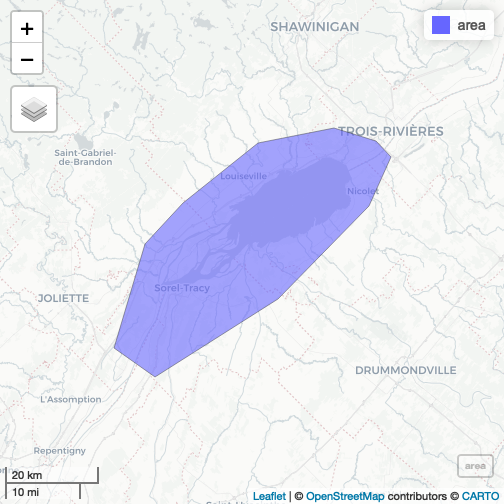 +
SHAWINIGAN
area
−
TROIS-RIVIÈRES
Saint-Gabriel-
de-Brandon
Louiseville
Nicolet
Sorel-Tracy
JOLIETTE
DRUMMONDVILLE
L'Assomption
Repentigny
area
20 km
10 mi
Leaflet | © OpenStreetMap contributors © CARTO